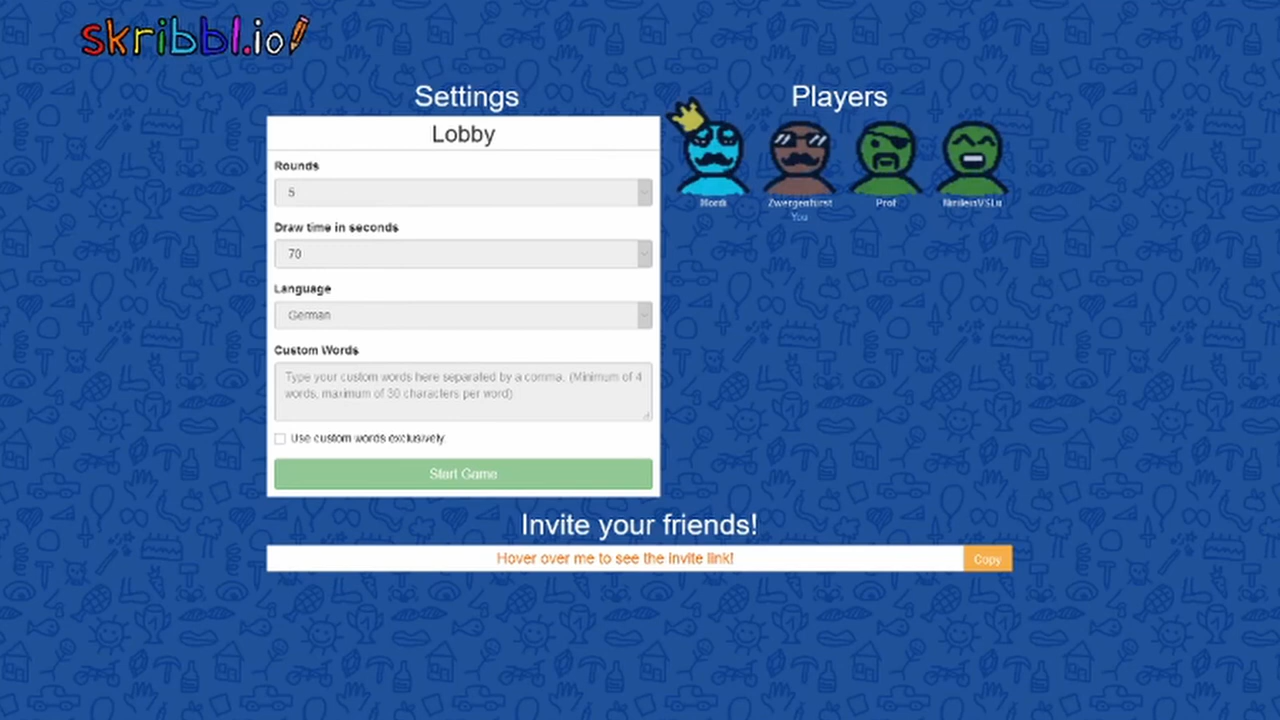 skribbl.io
Settings
Players
Lobby
Rounds
5
Draw time in seconds
70
Language
German
Custom Words
Type your custom words here separated by a comma. (Minimum of 4
words, maximum of 30 characters per word)
Use custom words exclusively
Start Game
Mordi
Zwergenfürst
Prof
You
Invite your friends!
Hover over me to see the invite link!
Copy